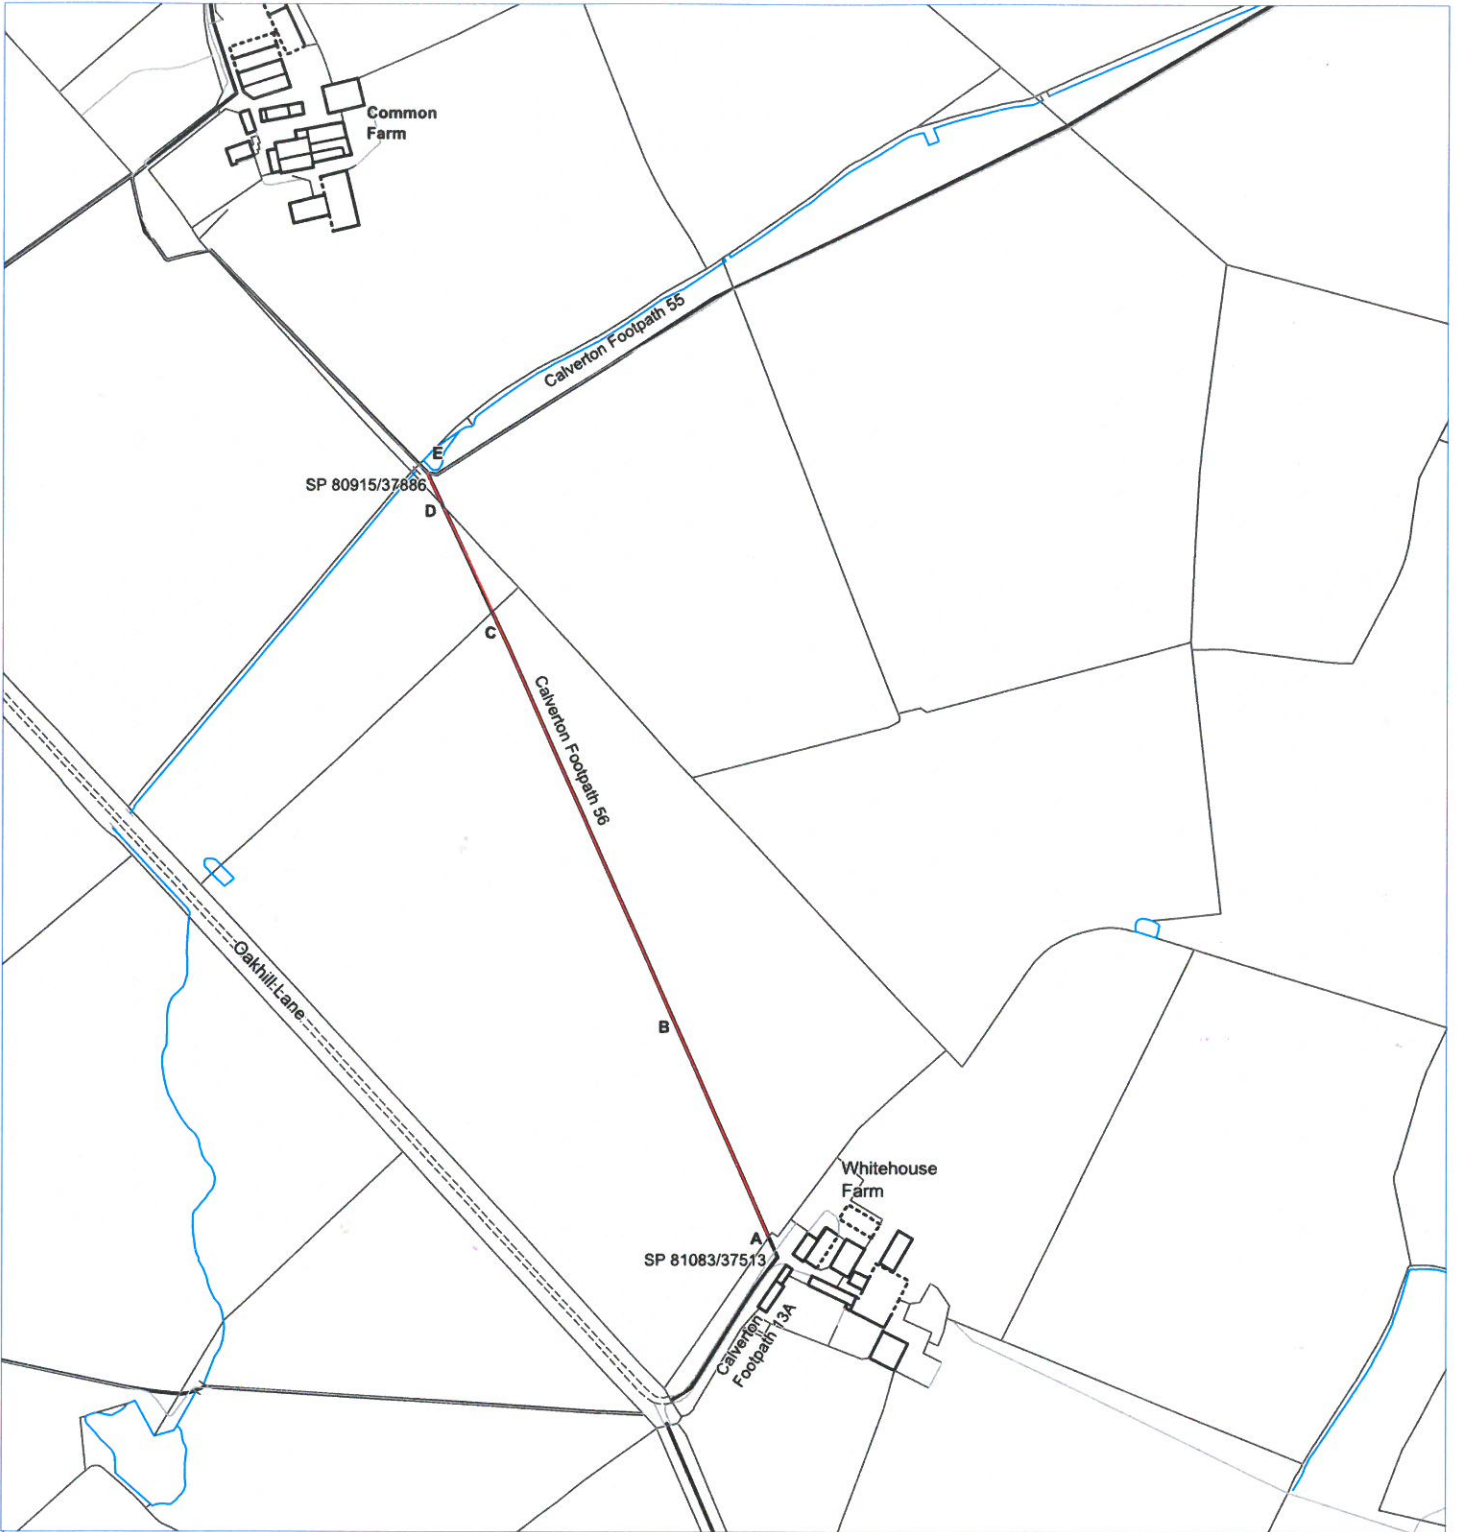 Common
Farm
Calverton Footpath 55
E
SP 80915/37886
D
C
Calverton Footpath 56
Oakhill Lane
B
Whitehouse
Farm
A
SP 81083/37513
Calverton
Footpath 13A